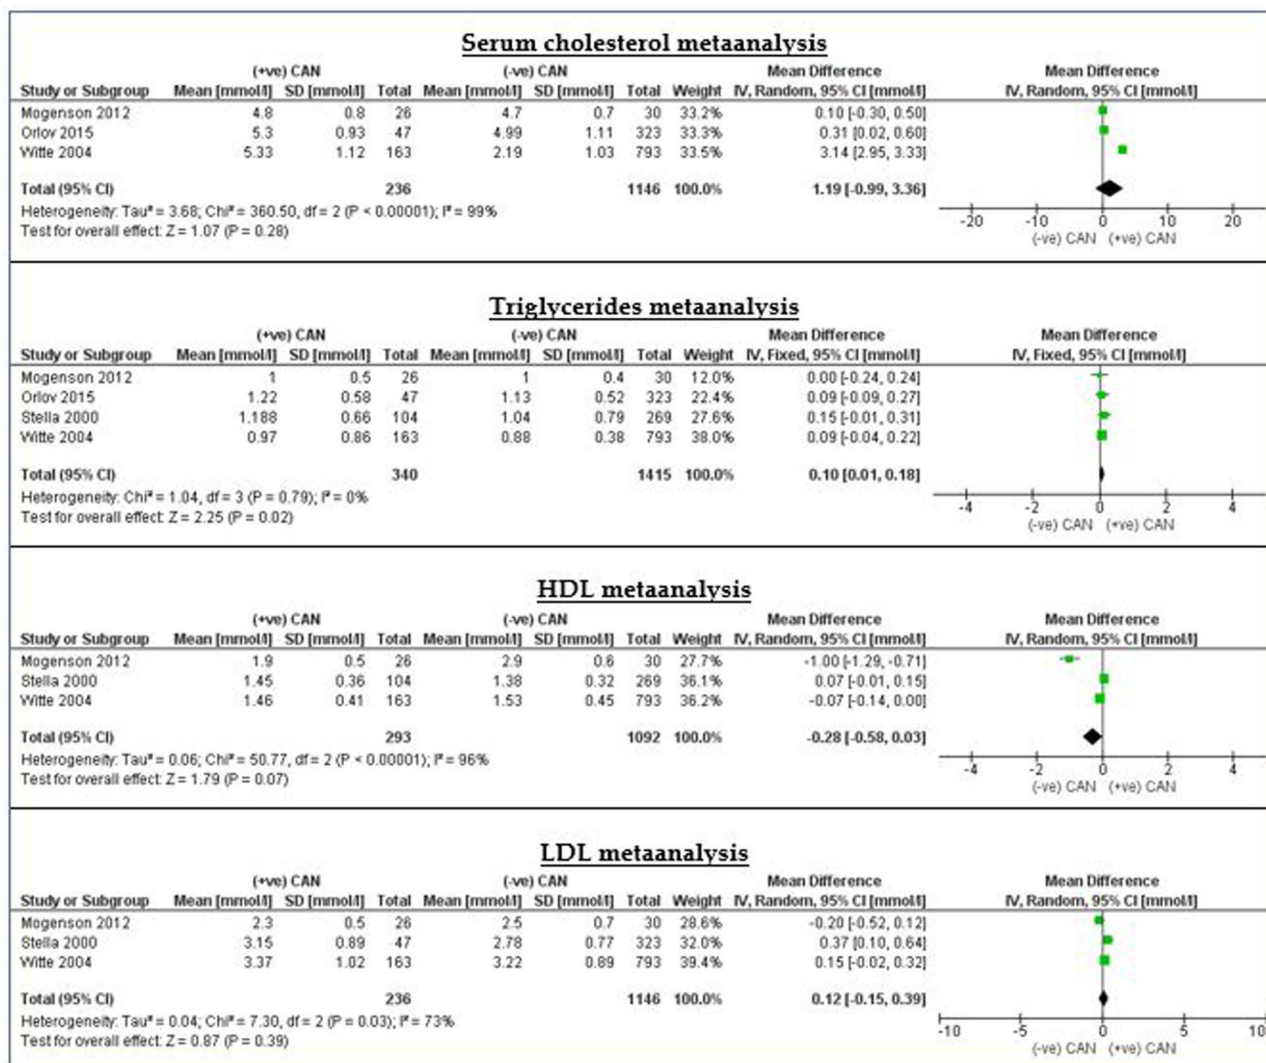 Serum cholesterol metaanalysis
(+ve) CAN (-ve) CAN Mean Difference Mean Difference
Study or Subgroup Mean [mmol/l] SD [mmol/l] Total Mean [mmol/l] SD [mmol/l] Total Weight IV, Random, 95% CI [mmol/l] IV, Random, 95% CI [mmol/l]
Mogenson 2012 4.8 0.8 26 4.7 0.7 30 33.2% 0.10 [-0.30, 0.50]
Orlov 2015 5.3 0.93 47 4.99 1.11 323 33.3% 0.31 [0.02, 0.60]
Witte 2004 5.33 1.12 163 2.19 1.03 793 33.5% 3.14 [2.95, 3.33]
Total (95% CI) 236 1146 100.0% 1.19 [-0.99, 3.36]
Heterogeneity: Tau² = 3.68; Chi² = 360.50, df = 2 (P < 0.00001); I² = 99%
Test for overall effect: Z = 1.07 (P = 0.28)
-20 -10 0 10 20
(-ve) CAN (+ve) CAN
Triglycerides metaanalysis
(+ve) CAN (-ve) CAN Mean Difference Mean Difference
Study or Subgroup Mean [mmol/l] SD [mmol/l] Total Mean [mmol/l] SD [mmol/l] Total Weight IV, Fixed, 95% CI [mmol/l] IV, Fixed, 95% CI [mmol/l]
Mogenson 2012 1 0.5 26 1 0.4 30 12.0% 0.00 [-0.24, 0.24]
Orlov 2015 1.22 0.58 47 1.13 0.52 323 22.4% 0.09 [-0.09, 0.27]
Stella 2000 1.188 0.66 104 1.04 0.79 269 27.6% 0.15 [-0.01, 0.31]
Witte 2004 0.97 0.86 163 0.88 0.38 793 38.0% 0.09 [-0.04, 0.22]
Total (95% CI) 340 1415 100.0% 0.10 [0.01, 0.18]
Heterogeneity: Chi² = 1.04, df = 3 (P = 0.79); I² = 0%
Test for overall effect: Z = 2.25 (P = 0.02)
-4 -2 0 2 4
(-ve) CAN (+ve) CAN
HDL metaanalysis
(+ve) CAN (-ve) CAN Mean Difference Mean Difference
Study or Subgroup Mean [mmol/l] SD [mmol/l] Total Mean [mmol/l] SD [mmol/l] Total Weight IV, Random, 95% CI [mmol/l] IV, Random, 95% CI [mmol/l]
Mogenson 2012 1.9 0.5 26 2.9 0.6 30 27.7% -1.00 [-1.29, -0.71]
Stella 2000 1.45 0.36 104 1.38 0.32 269 36.1% 0.07 [-0.01, 0.15]
Witte 2004 1.46 0.41 163 1.53 0.45 793 36.2% -0.07 [-0.14, 0.00]
Total (95% CI) 293 1092 100.0% -0.28 [-0.58, 0.03]
Heterogeneity: Tau² = 0.06; Chi² = 50.77, df = 2 (P < 0.00001); I² = 96%
Test for overall effect: Z = 1.79 (P = 0.07)
-4 -2 0 2 4
(-ve) CAN (+ve) CAN
LDL metaanalysis
(+ve) CAN (-ve) CAN Mean Difference Mean Difference
Study or Subgroup Mean [mmol/l] SD [mmol/l] Total Mean [mmol/l] SD [mmol/l] Total Weight IV, Random, 95% CI [mmol/l] IV, Random, 95% CI [mmol/l]
Mogenson 2012 2.3 0.5 26 2.5 0.7 30 28.6% -0.20 [-0.52, 0.12]
Stella 2000 3.15 0.89 47 2.78 0.77 323 32.0% 0.37 [0.10, 0.64]
Witte 2004 3.37 1.02 163 3.22 0.89 793 39.4% 0.15 [-0.02, 0.32]
Total (95% CI) 236 1146 100.0% 0.12 [-0.15, 0.39]
Heterogeneity: Tau² = 0.04; Chi² = 7.30, df = 2 (P = 0.03); I² = 73%
Test for overall effect: Z = 0.87 (P = 0.39)
-10 -5 0 5 10
(-ve) CAN (+ve) CAN